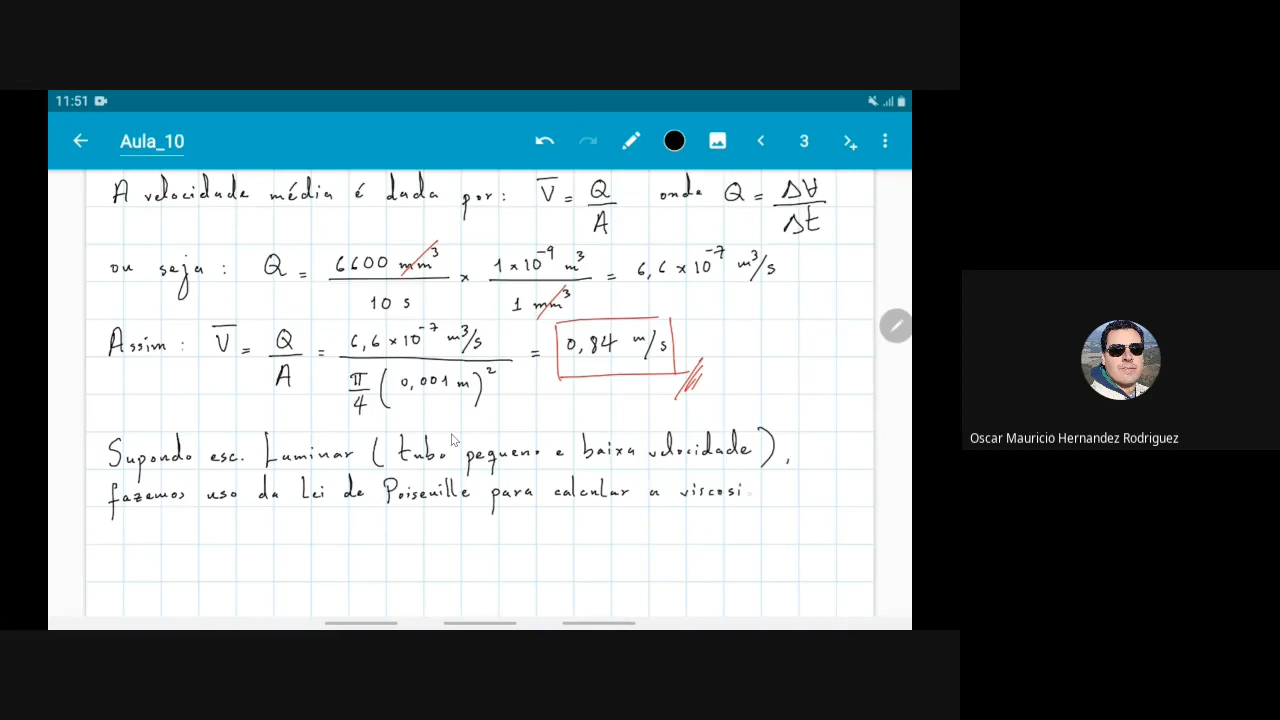 11:51
Aula_10
3
A velocidade média é dada por: V̅ = Q/A onde Q = ΔV/Δt
ou seja: Q = 6600 mm³/10 s × 1×10⁻⁹ m³/1 mm³ = 6,6×10⁻⁷ m³/s
Assim: V̅ = Q/A = 6,6×10⁻⁷ m³/s / π/4 (0,001 m)² = 0,84 m/s
Supondo esc. Luminar (tubo pequeno e baixa velocidade),
fazemos uso da Lei de Poiseuille para calcular a viscosi
Oscar Mauricio Hernandez Rodriguez